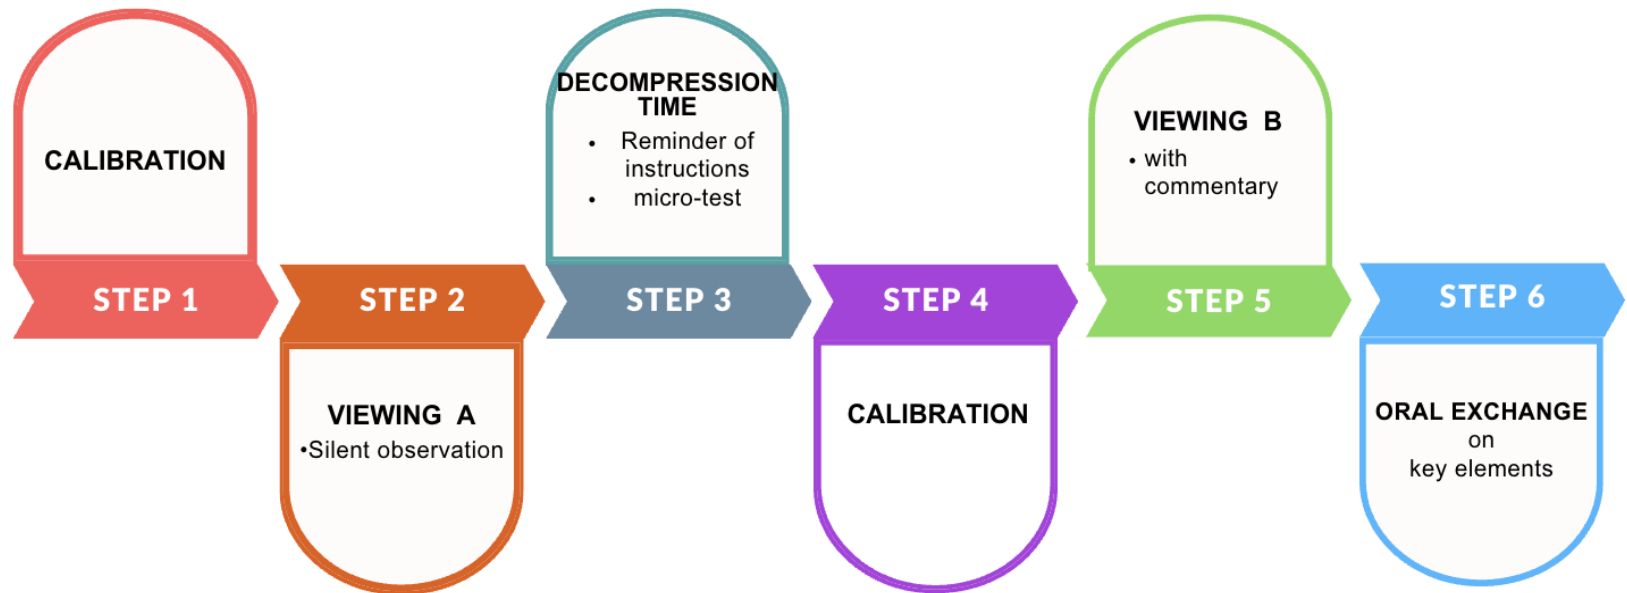 CALIBRATION
STEP 1
STEP 2
VIEWING A
•Silent observation
DECOMPRESSION
TIME
• Reminder of
instructions
• micro-test
STEP 3
STEP 4
CALIBRATION
VIEWING B
• with
commentary
STEP 5
STEP 6
ORAL EXCHANGE
on
key elements